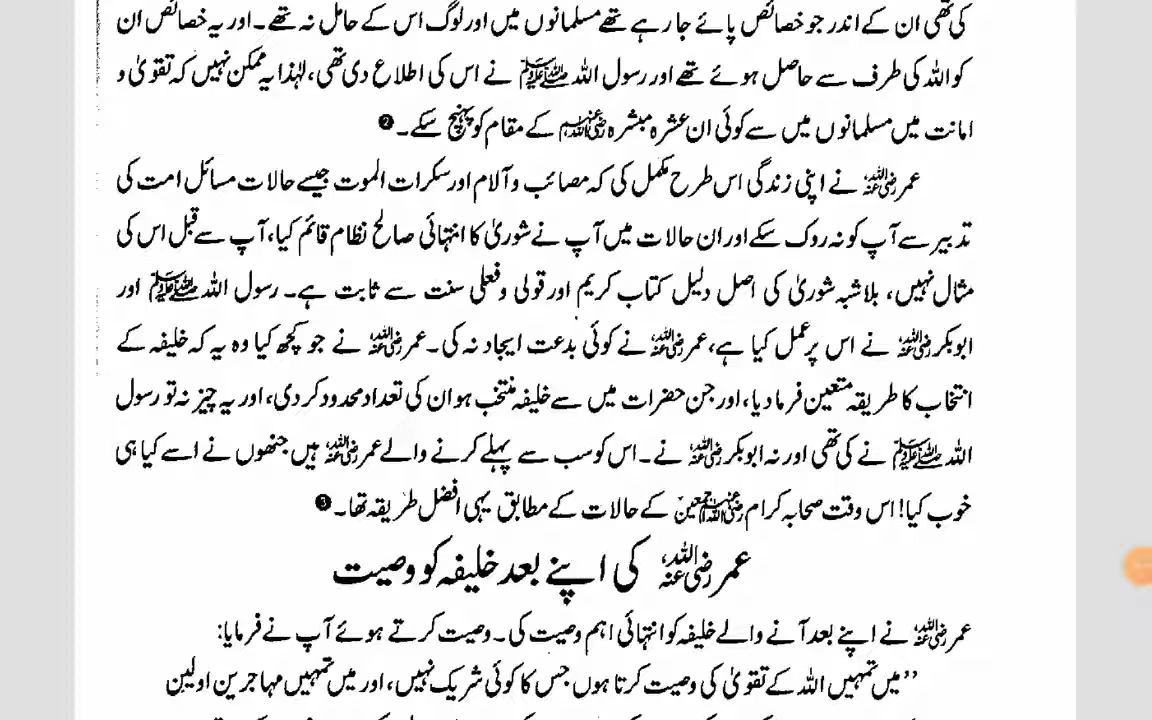 کی تھی ان کے اندر جو خصائص پائے جا رہے تھے مسلمانوں میں اور لوگ اس کے حامل نہ تھے۔ اور یہ خصائص ان
کو اللہ کی طرف سے حاصل ہوئے تھے اور رسول اللہ ﷺ نے اس کی اطلاع دی تھی، لہٰذا یہ ممکن نہیں کہ تقویٰ و
امانت میں مسلمانوں میں سے کوئی ان عشرہ مبشرہ رضی اللہ عنہم کے مقام کو پہنچ سکے۔ ❷
عمر رضی اللہ عنہ نے اپنی زندگی اس طرح مکمل کی کہ مصائب و آلام اور سکرات الموت جیسے حالات مسائل امت کی
تدبیر سے آپ کو نہ روک سکے اور ان حالات میں آپ نے شوریٰ کا انتہائی صالح نظام قائم کیا، آپ سے قبل اس کی
مثال نہیں، بلاشبہ شوریٰ کی اصل دلیل کتاب کریم اور قولی و فعلی سنت سے ثابت ہے۔ رسول اللہ ﷺ اور
ابوبکر رضی اللہ عنہ نے اس پر عمل کیا ہے، عمر رضی اللہ عنہ نے کوئی بدعت ایجاد نہ کی۔ عمر رضی اللہ عنہ نے جو کچھ کیا وہ یہ کہ خلیفہ کے
انتخاب کا طریقہ متعین فرما دیا، اور جن حضرات میں سے خلیفہ منتخب ہو ان کی تعداد محدود کر دی، اور یہ چیز نہ تو رسول
اللہ ﷺ نے کی تھی اور نہ ابوبکر رضی اللہ عنہ نے۔ اس کو سب سے پہلے کرنے والے عمر رضی اللہ عنہ ہیں جنھوں نے اسے کیا ہی
خوب کیا! اس وقت صحابہ کرام رضی اللہ عنہم اجمعین کے حالات کے مطابق یہی افضل طریقہ تھا۔ ❸
عمر رضی اللہ عنہ کی اپنے بعد خلیفہ کو وصیت
عمر رضی اللہ عنہ نے اپنے بعد آنے والے خلیفہ کو انتہائی اہم وصیت کی۔ وصیت کرتے ہوئے آپ نے فرمایا:
’’میں تمہیں اللہ کے تقویٰ کی وصیت کرتا ہوں جس کا کوئی شریک نہیں، اور میں تمہیں مہاجرین اولین